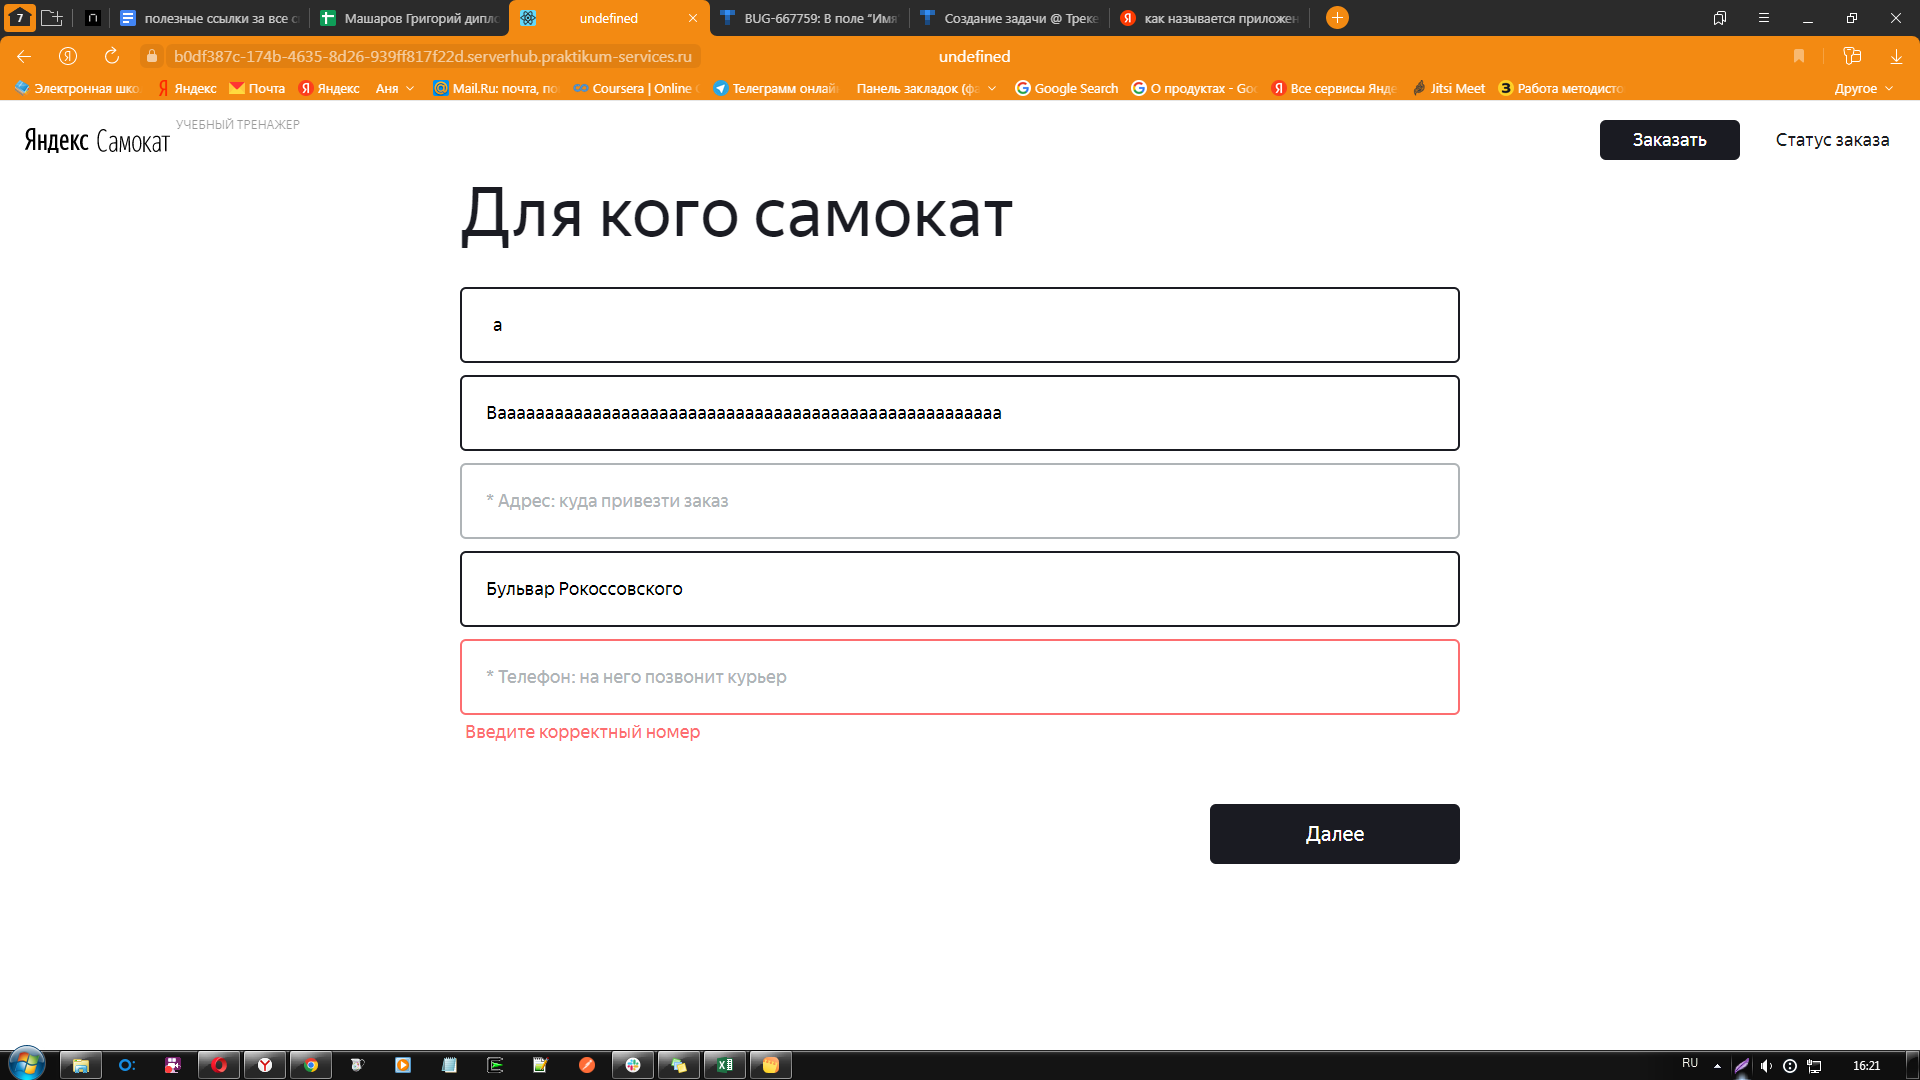 7
полезные ссылки за все с
Машаров Григорий дипло
undefined
BUG-667759: В поле "Имя
Создание задачи @ Треке
Я
как называется приложен
Я
b0df387c-174b-4635-8d26-939ff817f22d.serverhub.praktikum-services.ru
undefined
Электронная шко
Яндекс
Почта
Яндекс
Аня
Mail.Ru: почта, по
Coursera | Online
Телеграмм онлай
Панель закладок (фа
Google Search
О продуктах - Goo
Все сервисы Янде
Jitsi Meet
Работа методисто
Другое
Яндекс Самокат
УЧЕБНЫЙ ТРЕНАЖЕР
Заказать
Статус заказа
Для кого самокат
а
* Адрес: куда привезти заказ
Бульвар Рокоссовского
* Телефон: на него позвонит курьер
Введите корректный номер
Далее
RU
16:21